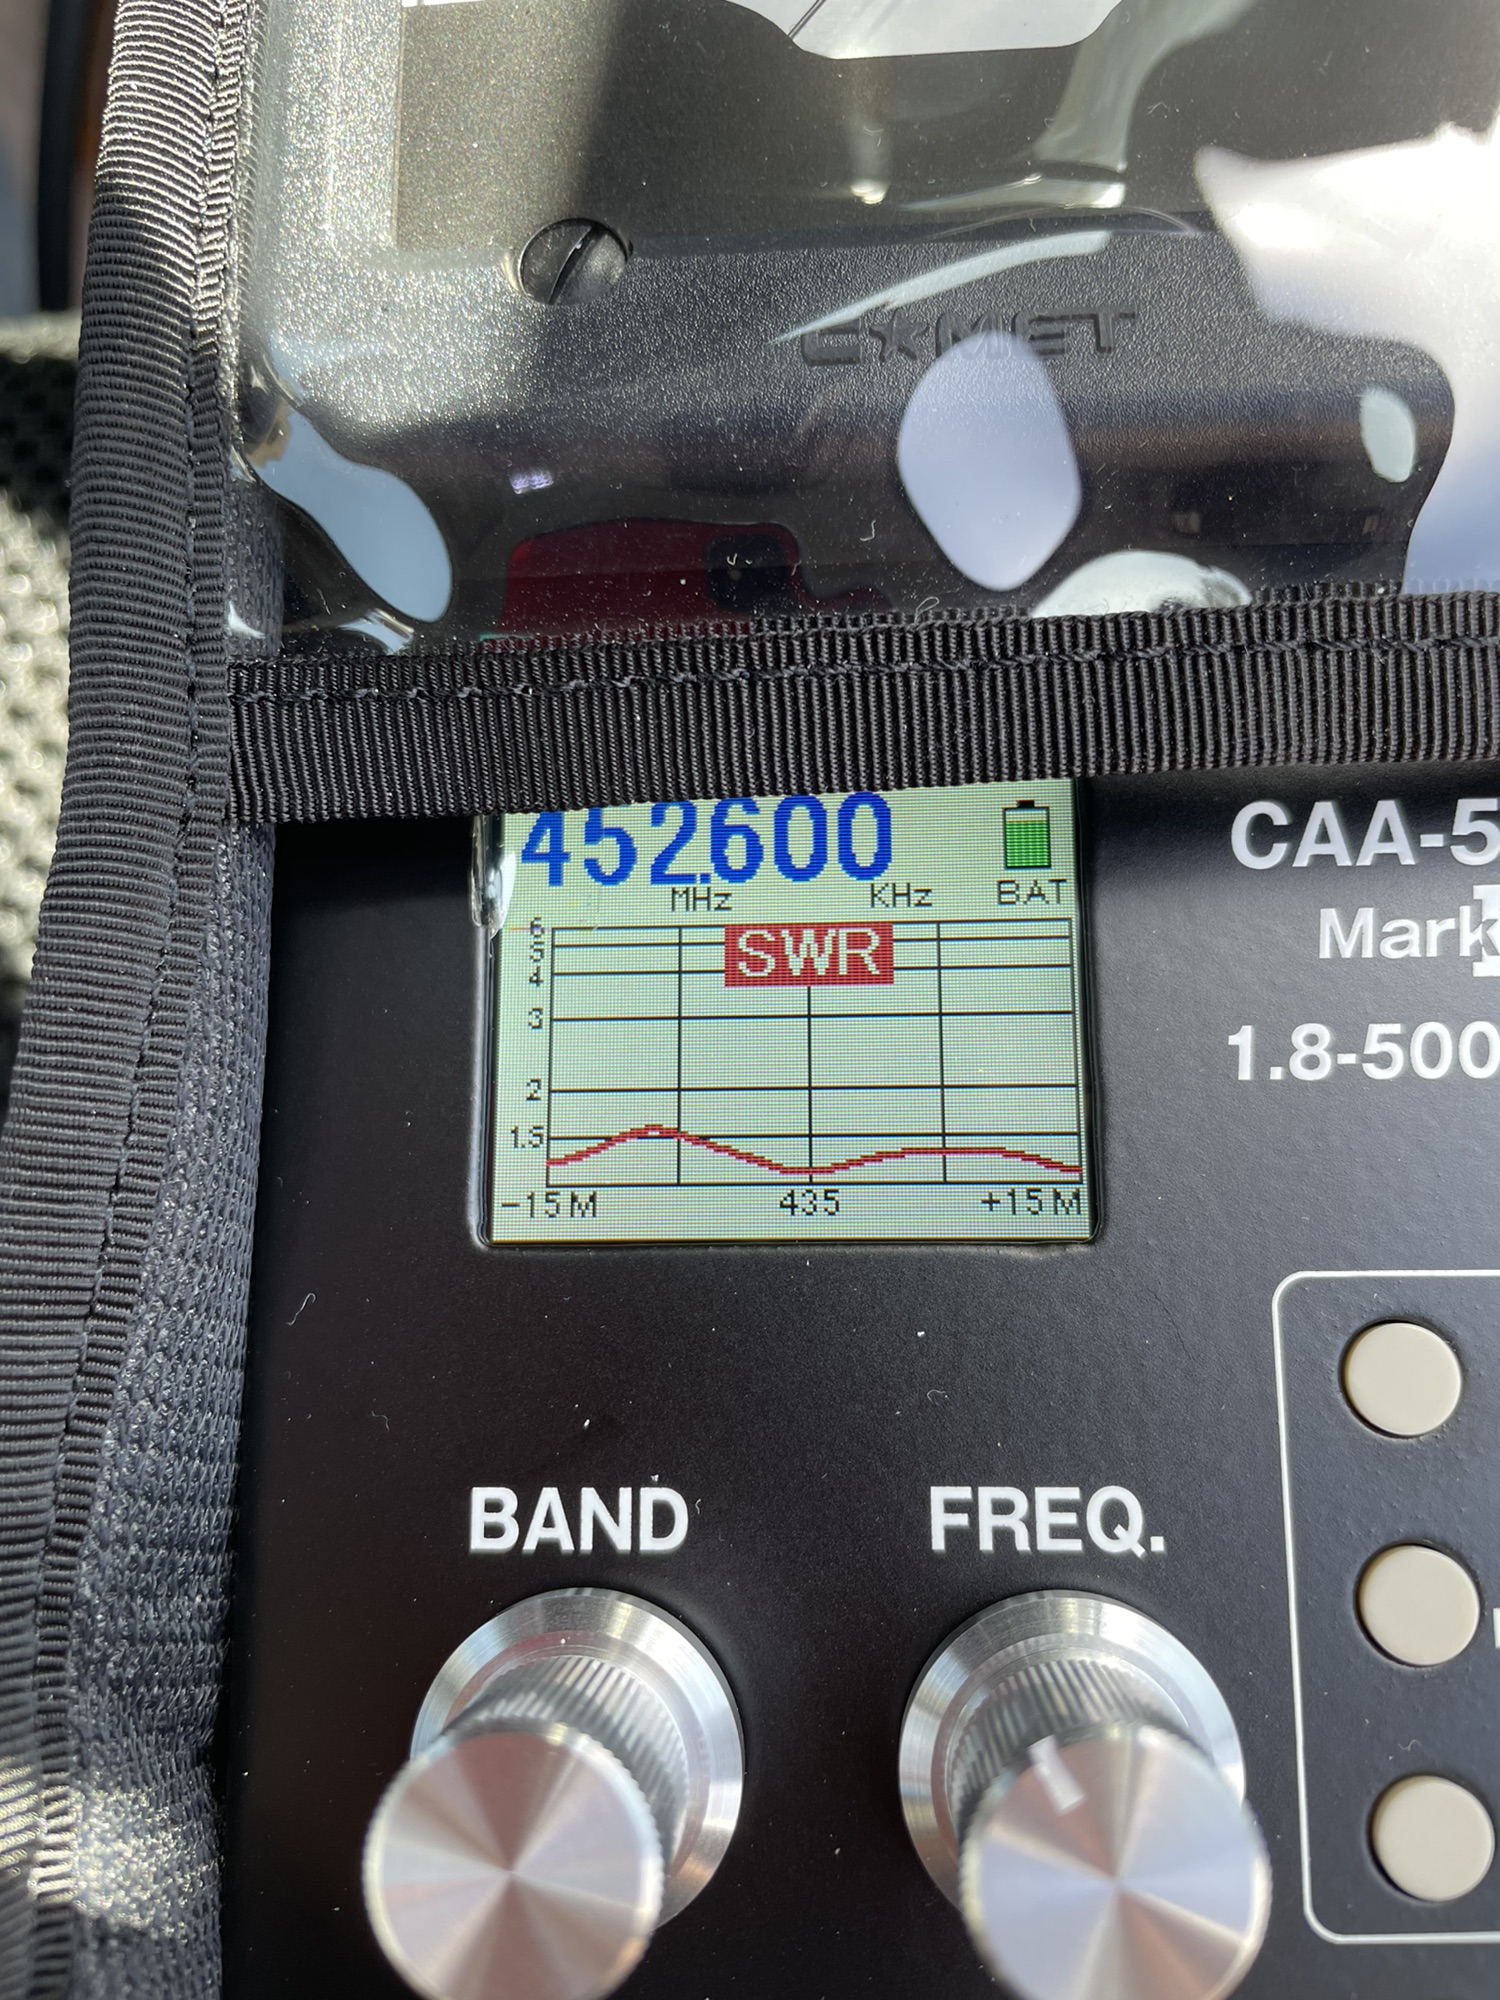 COMET
452.600
MHz KHz BAT
SWR
6
5
4
3
2
1.5
-15M 435 +15M
CAA-5
Mark
1.8-500
BAND FREQ.